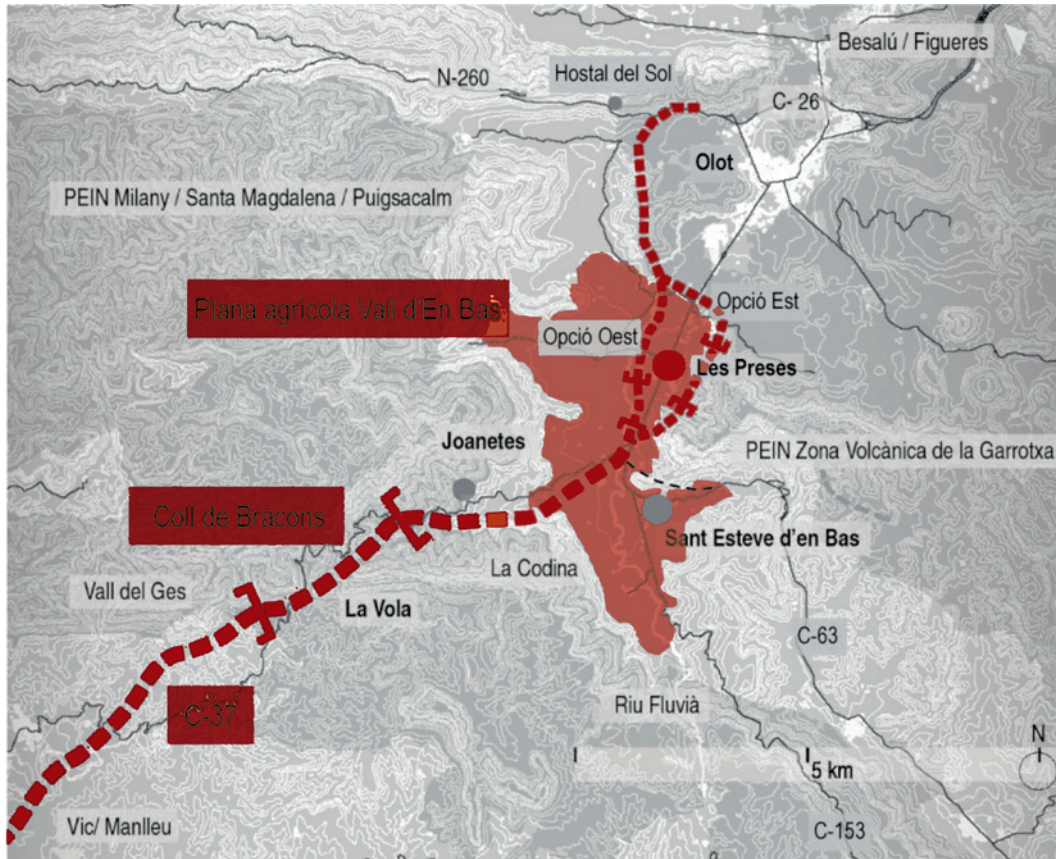 Besalú / Figueres
Hostal del Sol
N-260
C- 26
Olot
PEIN Milany / Santa Magdalena / Puigsacalm
Plana agrícola Vall d'En Bas
Opció Est
Opció Oest
Les Preses
Joanetes
PEIN Zona Volcànica de la Garrotxa
Coll de Bracons
Sant Esteve d'en Bas
La Codina
Vall del Ges
La Vola
C-63
C-37
Riu Fluvià
N
5 km
Vic/ Manlleu
C-153